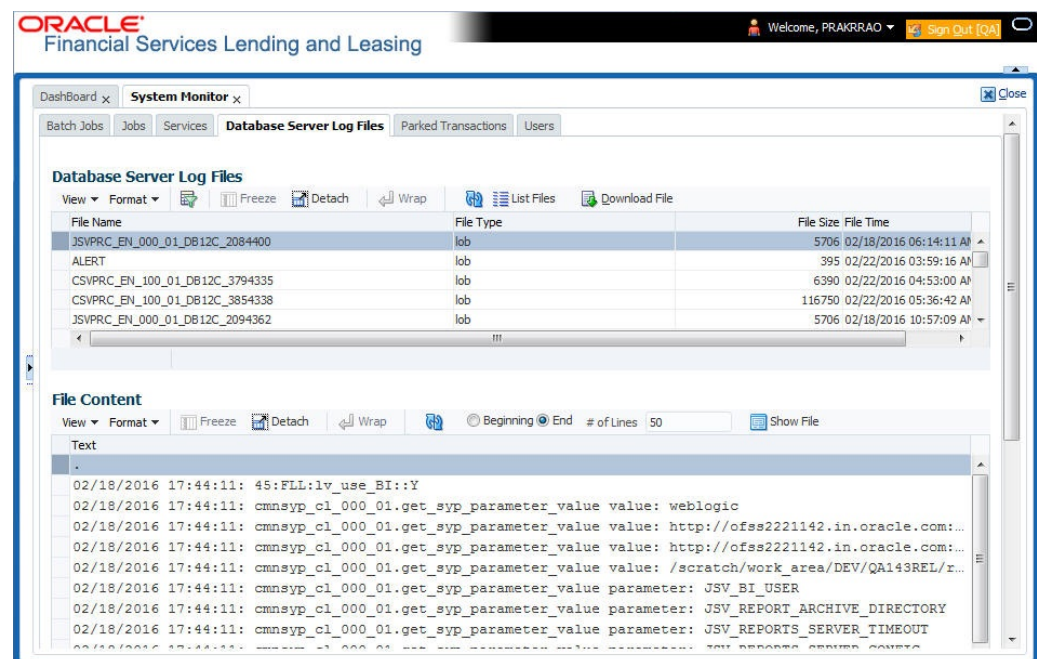 ORACLE®
Financial Services Lending and Leasing
Welcome, PRAKRRAO
Sign Out [QA]
DashBoard x System Monitor x
Close
Batch Jobs Jobs Services Database Server Log Files Parked Transactions Users
Database Server Log Files
View Format Freeze Detach Wrap List Files Download File
File Name File Type File Size File Time
JSVPRC_EN_000_01_DB12C_2084400 lob 5706 02/18/2016 06:14:11 AM
ALERT lob 395 02/22/2016 03:59:16 AM
CSVPRC_EN_100_01_DB12C_3794335 lob 6390 02/22/2016 04:53:00 AM
CSVPRC_EN_100_01_DB12C_3854338 lob 116750 02/22/2016 05:36:42 AM
JSVPRC_EN_000_01_DB12C_2094362 lob 5706 02/18/2016 10:57:09 AM
File Content
View Format Freeze Detach Wrap Beginning End # of Lines 50 Show File
Text
.
02/18/2016 17:44:11: 45:FLL:lv_use_BI::Y
02/18/2016 17:44:11: cmnsyp_cl_000_01.get_syp_parameter_value value: weblogic
02/18/2016 17:44:11: cmnsyp_cl_000_01.get_syp_parameter_value value: http://ofss2221142.in.oracle.com:...
02/18/2016 17:44:11: cmnsyp_cl_000_01.get_syp_parameter_value value: http://ofss2221142.in.oracle.com:...
02/18/2016 17:44:11: cmnsyp_cl_000_01.get_syp_parameter_value value: /scratch/work_area/DEV/QA143REL/r...
02/18/2016 17:44:11: cmnsyp_cl_000_01.get_syp_parameter_value parameter: JSV_BI_USER
02/18/2016 17:44:11: cmnsyp_cl_000_01.get_syp_parameter_value parameter: JSV_REPORT_ARCHIVE_DIRECTORY
02/18/2016 17:44:11: cmnsyp_cl_000_01.get_syp_parameter_value parameter: JSV_REPORTS_SERVER_TIMEOUT